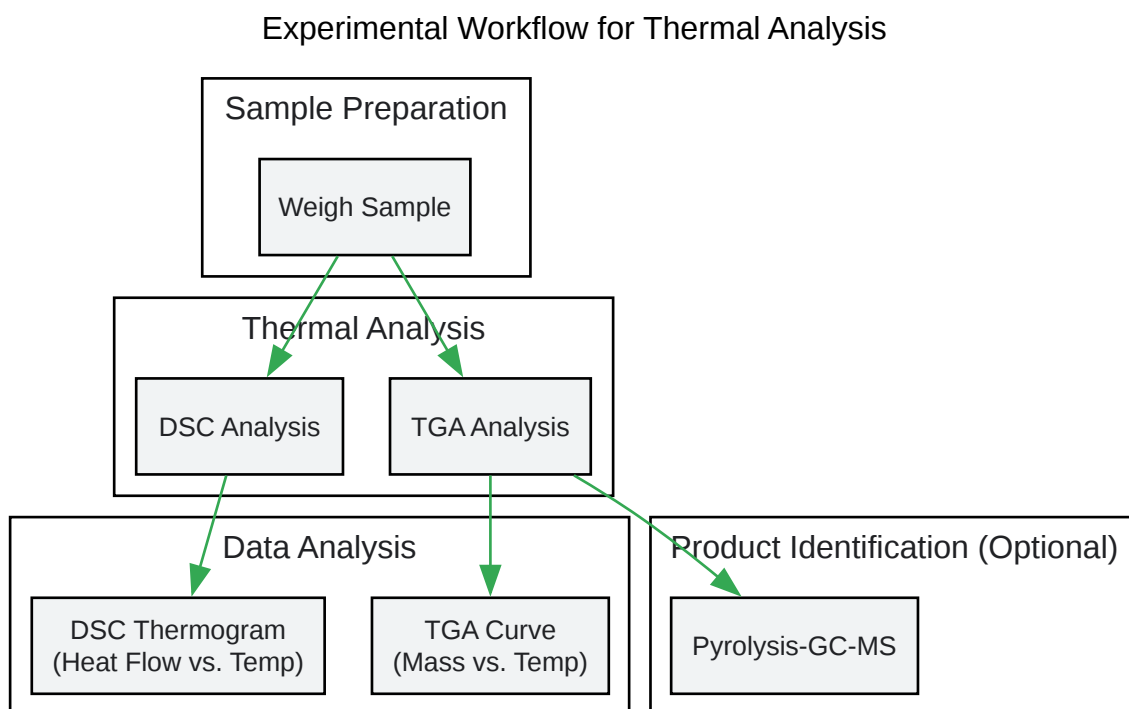 Experimental Workflow for Thermal Analysis
Sample Preparation
Weigh Sample
Thermal Analysis
DSC Analysis
TGA Analysis
Data Analysis
Product Identification (Optional)
DSC Thermogram
(Heat Flow vs. Temp)
TGA Curve
(Mass vs. Temp)
Pyrolysis-GC-MS